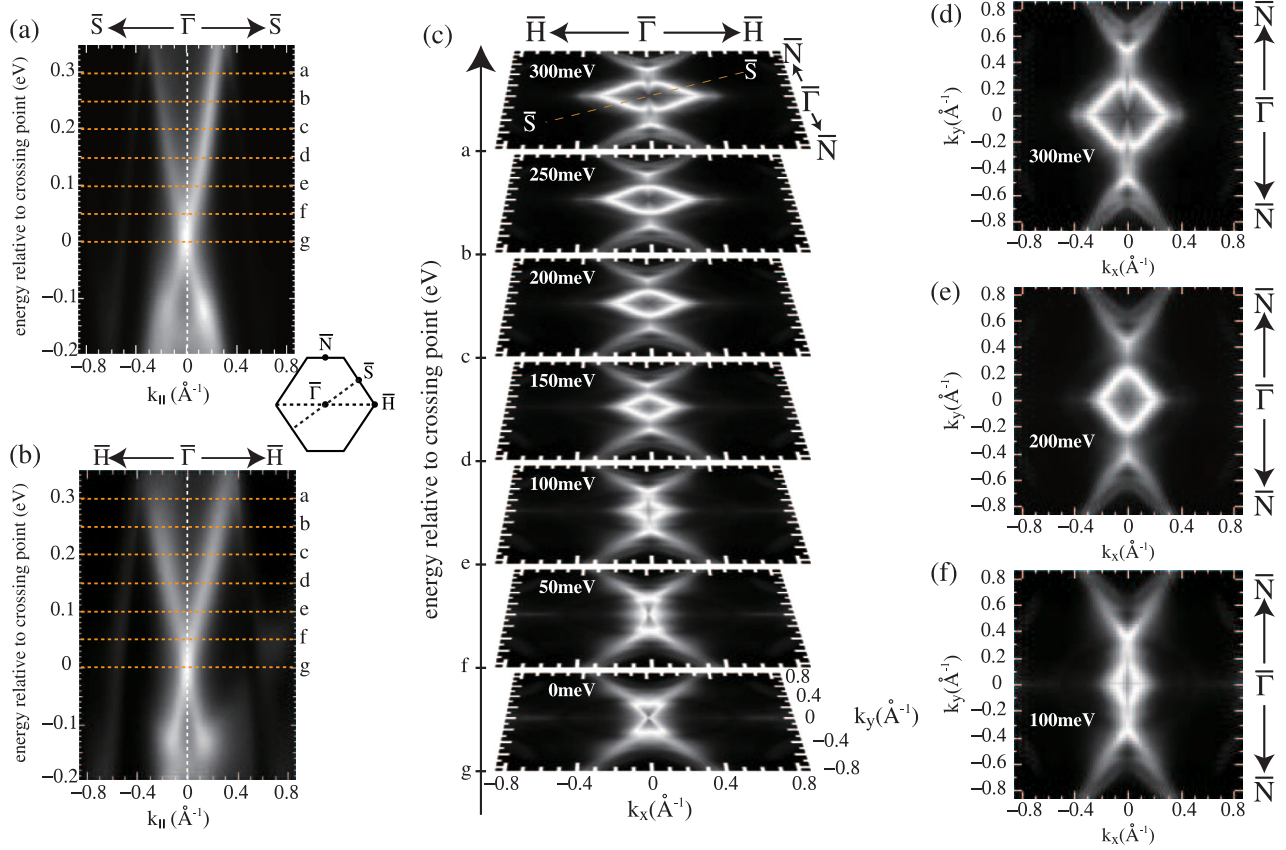 (a)
S̅ Γ̅ S̅
energy relative to crossing point (eV)
0.3
0.2
0.1
0
−0.1
−0.2
a
b
c
d
e
f
g
−0.8 −0.4 0 0.4 0.8
k|| (Å⁻¹)
N̅
S̅
Γ̅
H̅
(b)
H̅ Γ̅ H̅
energy relative to crossing point (eV)
0.3
0.2
0.1
0
−0.1
−0.2
a
b
c
d
e
f
g
−0.8 −0.4 0 0.4 0.8
k|| (Å⁻¹)
(c)
H̅ Γ̅ H̅
energy relative to crossing point (eV)
N̅
Γ̅
N̅
300meV
S̅
S̅
a
250meV
b
200meV
c
150meV
d
100meV
e
50meV
f
0meV
g
0.8
0.4
0
−0.4
−0.8
ky(Å⁻¹)
−0.8 −0.4 0 0.4 0.8
kx(Å⁻¹)
(d)
ky(Å⁻¹)
0.8
0.6
0.4
0.2
0
−0.2
−0.4
−0.6
−0.8
300meV
−0.8 −0.4 0 0.4 0.8
kx(Å⁻¹)
N̅
Γ̅
N̅
(e)
ky(Å⁻¹)
0.8
0.6
0.4
0.2
0
−0.2
−0.4
−0.6
−0.8
200meV
−0.8 −0.4 0 0.4 0.8
kx(Å⁻¹)
N̅
Γ̅
N̅
(f)
ky(Å⁻¹)
0.8
0.6
0.4
0.2
0
−0.2
−0.4
−0.6
−0.8
100meV
−0.8 −0.4 0 0.4 0.8
kx(Å⁻¹)
N̅
Γ̅
N̅